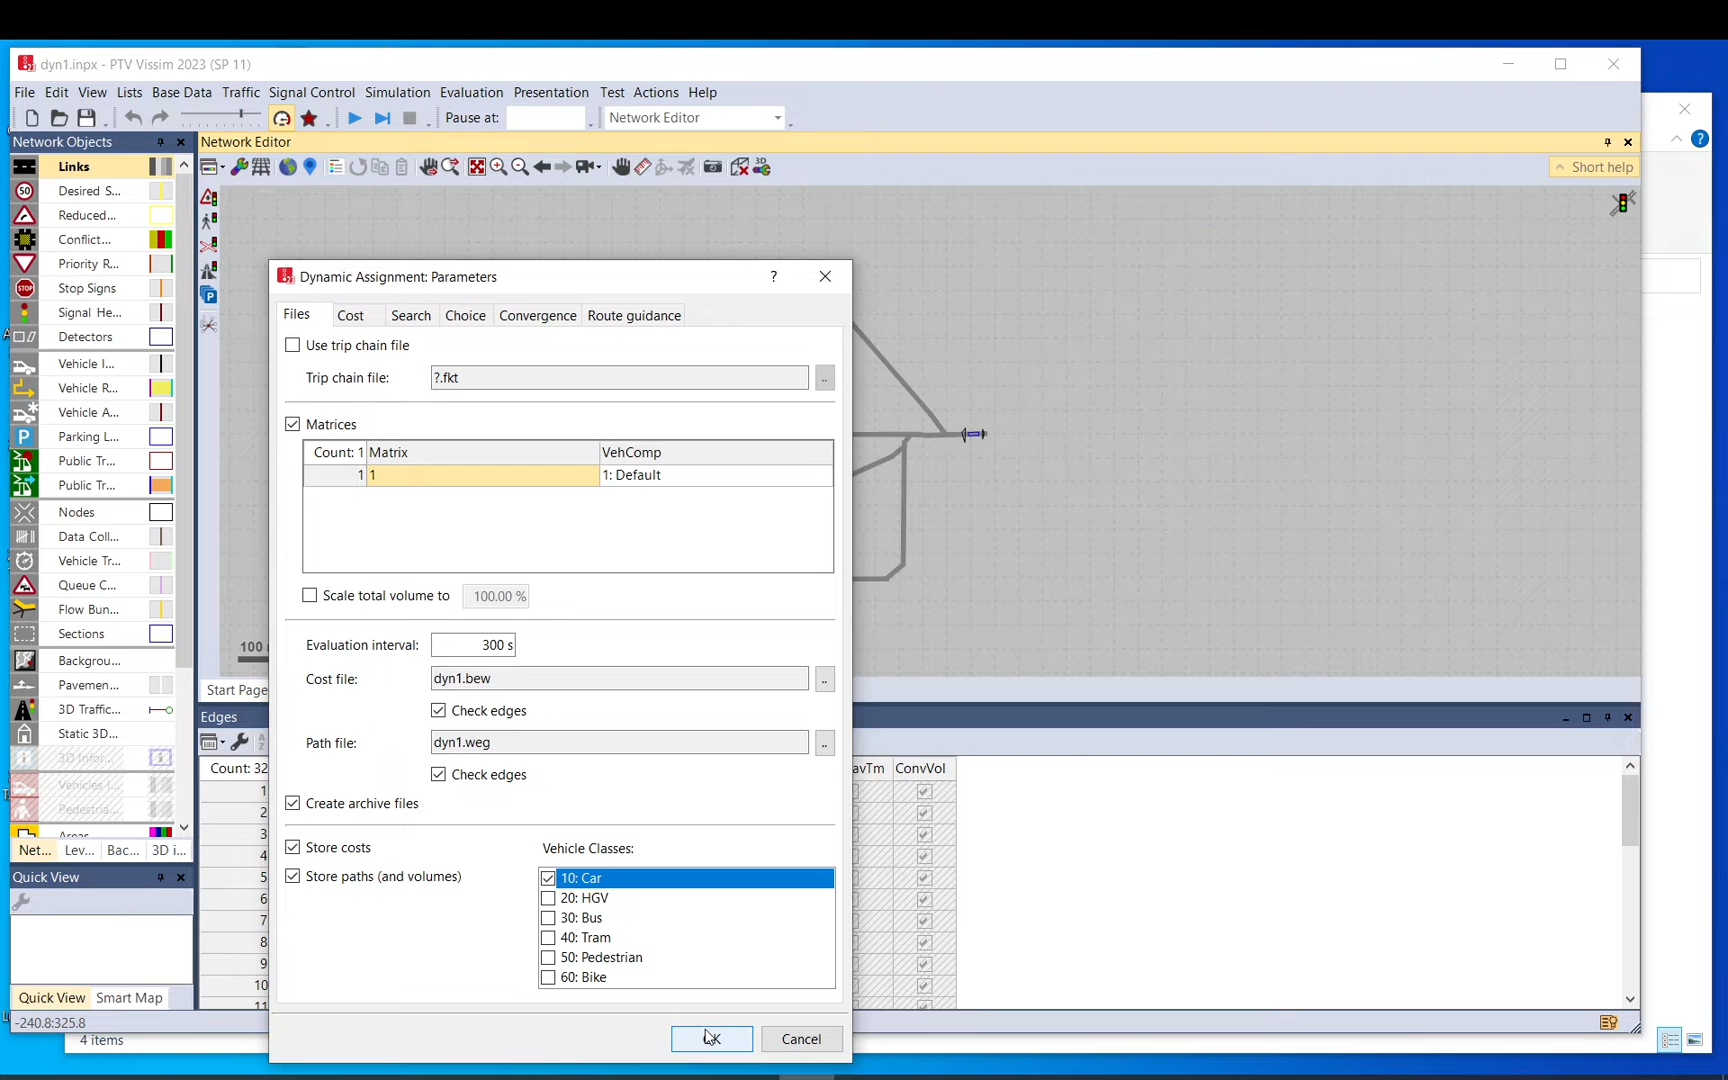 dyn1.inpx - PTV Vissim 2023 (SP 11)
File Edit View Lists Base Data Traffic Signal Control Simulation Evaluation Presentation Test Actions Help
Pause at: Network Editor
Network Objects
Network Editor
Short help
Links
Desired S...
Reduced...
Conflict...
Priority R...
Stop Signs
Signal He...
Detectors
Vehicle I...
Vehicle R...
Vehicle A...
Parking L...
Public Tr...
Public Tr...
Nodes
Data Coll...
Vehicle Tr...
Queue C...
Flow Bun...
Sections
Backgrou...
Pavemen...
3D Traffic...
Static 3D...
3D Infor...
Vehicles I...
Pedestria...
Areas
Net... Lev... Bac... 3D i...
Quick View
Quick View Smart Map
-240.8:325.8
4 items
100
Start Page
Edges
Count: 32
avTm ConvVol
1
2
3
4
5
6
7
8
9
10
11
Dynamic Assignment: Parameters
?
Files Cost Search Choice Convergence Route guidance
Use trip chain file
Trip chain file: ?.fkt ..
Matrices
Count: 1 Matrix VehComp
1 1 1: Default
Scale total volume to 100.00 %
Evaluation interval: 300 s
Cost file: dyn1.bew ..
Check edges
Path file: dyn1.weg ..
Check edges
Create archive files
Store costs
Store paths (and volumes)
Vehicle Classes:
10: Car
20: HGV
30: Bus
40: Tram
50: Pedestrian
60: Bike
OK Cancel